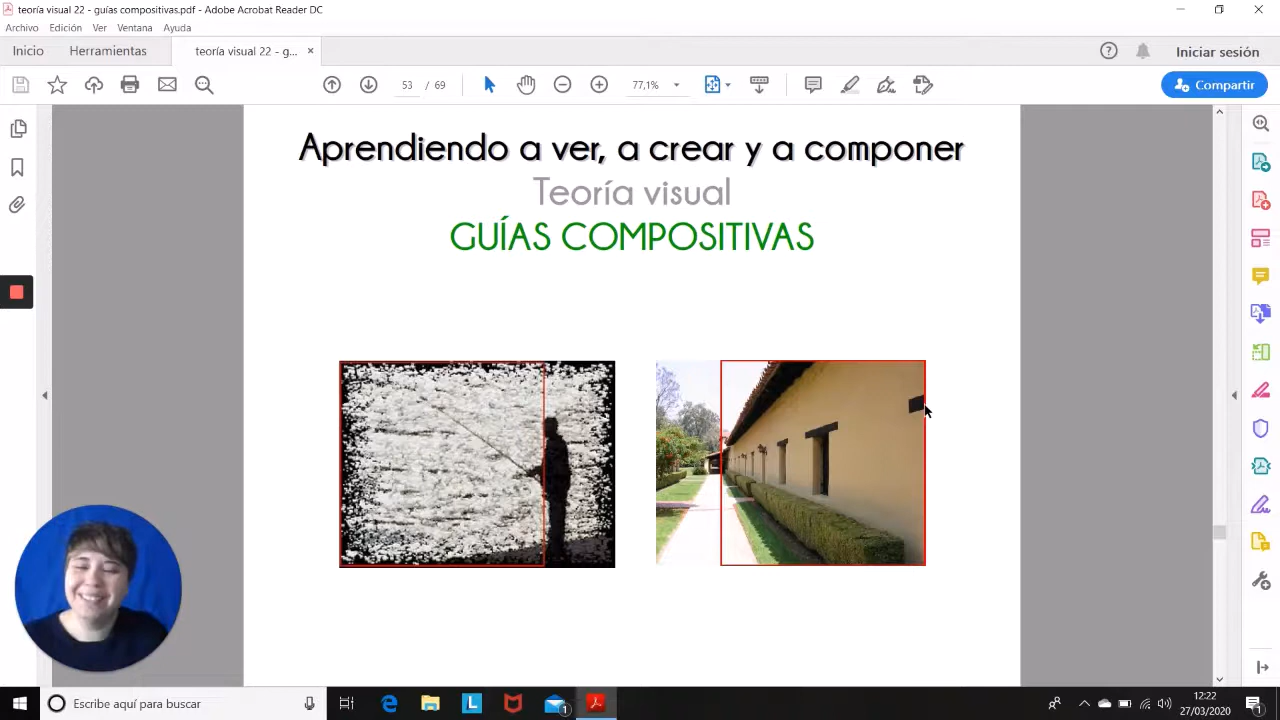 teoría visual 22 - guías compositivas.pdf - Adobe Acrobat Reader DC
Archivo Edición Ver Ventana Ayuda
Inicio Herramientas teoría visual 22 - g... × Iniciar sesión
53 / 69 77,1% Compartir
Aprendiendo a ver, a crear y a componer
Teoría visual
GUÍAS COMPOSITIVAS
Escribe aquí para buscar
12:22
27/03/2020